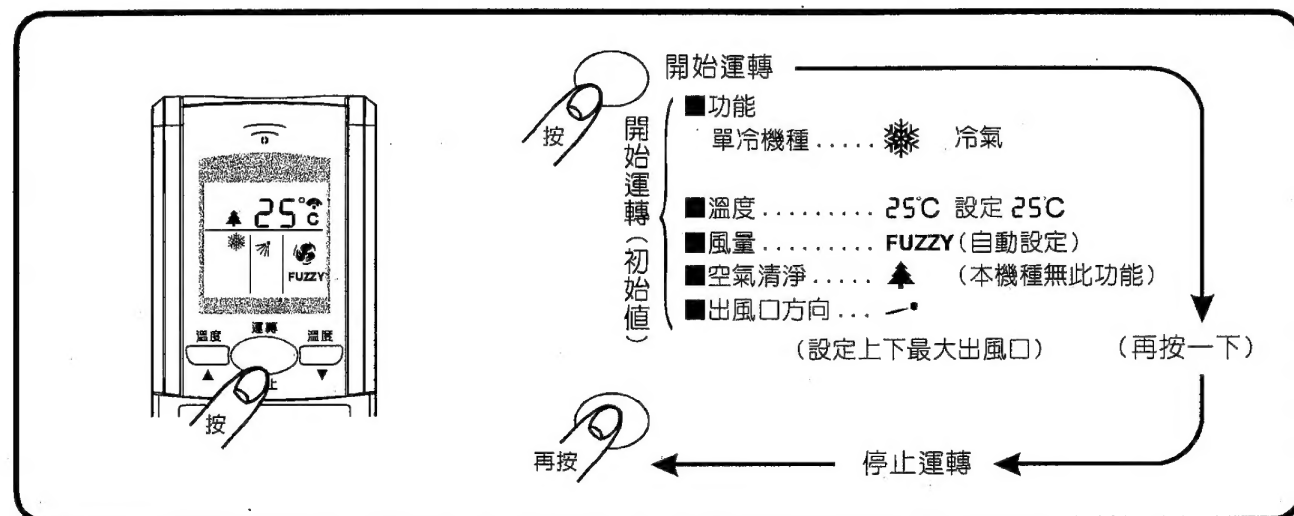 25°C
FUZZY
溫度
運轉
溫度
▲
止
▼
按
按
開始運轉
開始運轉(初始值)
■功能
單冷機種..... 冷氣
■溫度......... 25℃ 設定 25℃
■風量......... FUZZY(自動設定)
■空氣清淨..... (本機種無此功能)
■出風口方向...
(設定上下最大出風口)
(再按一下)
再按
停止運轉